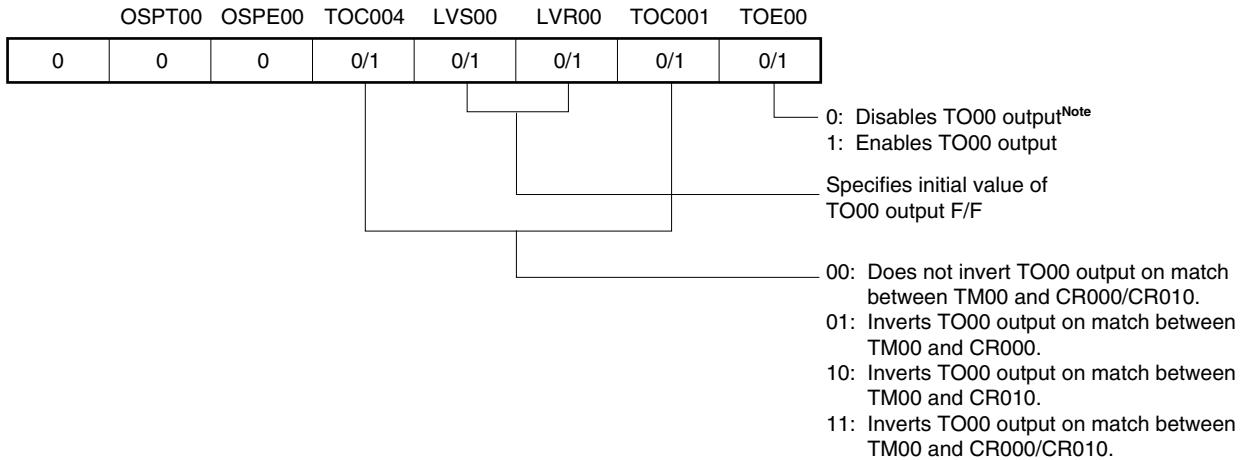 OSPT00 OSPE00 TOC004 LVS00 LVR00 TOC001 TOE00
0 0 0 0/1 0/1 0/1 0/1 0/1
0: Disables TO00 outputNote
1: Enables TO00 output
Specifies initial value of
TO00 output F/F
00: Does not invert TO00 output on match
between TM00 and CR000/CR010.
01: Inverts TO00 output on match between
TM00 and CR000.
10: Inverts TO00 output on match between
TM00 and CR010.
11: Inverts TO00 output on match between
TM00 and CR000/CR010.